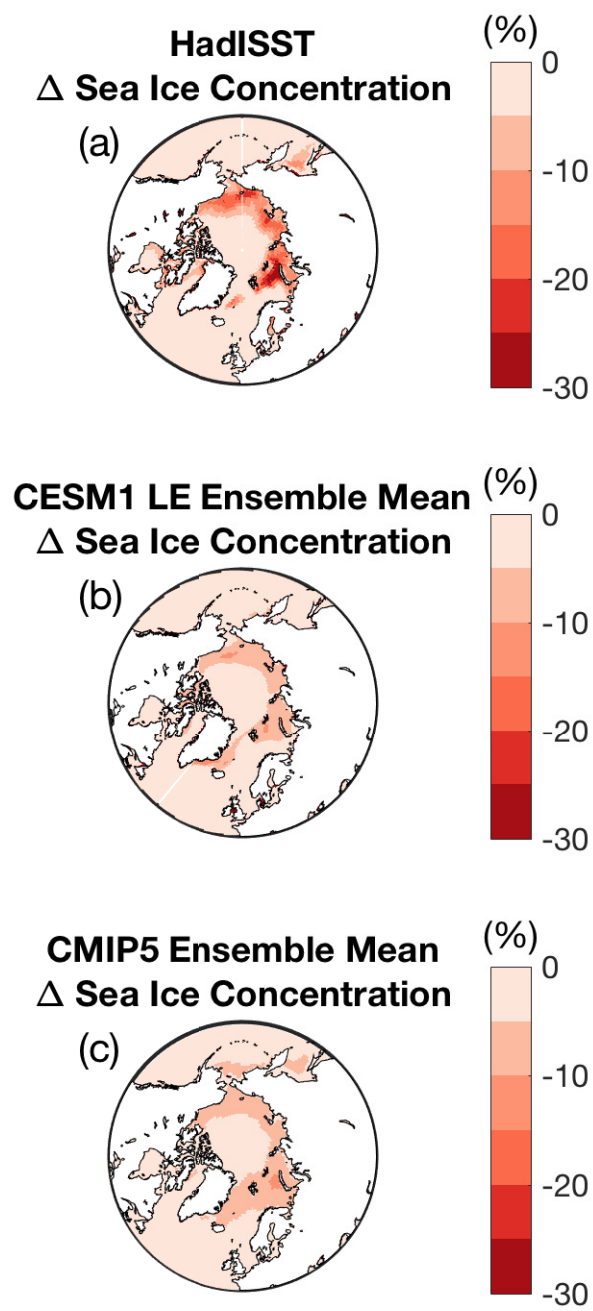 HadISST
Δ Sea Ice Concentration
(%)
(a)
0
-10
-20
-30
CESM1 LE Ensemble Mean
Δ Sea Ice Concentration
(%)
(b)
0
-10
-20
-30
CMIP5 Ensemble Mean
Δ Sea Ice Concentration
(%)
(c)
0
-10
-20
-30